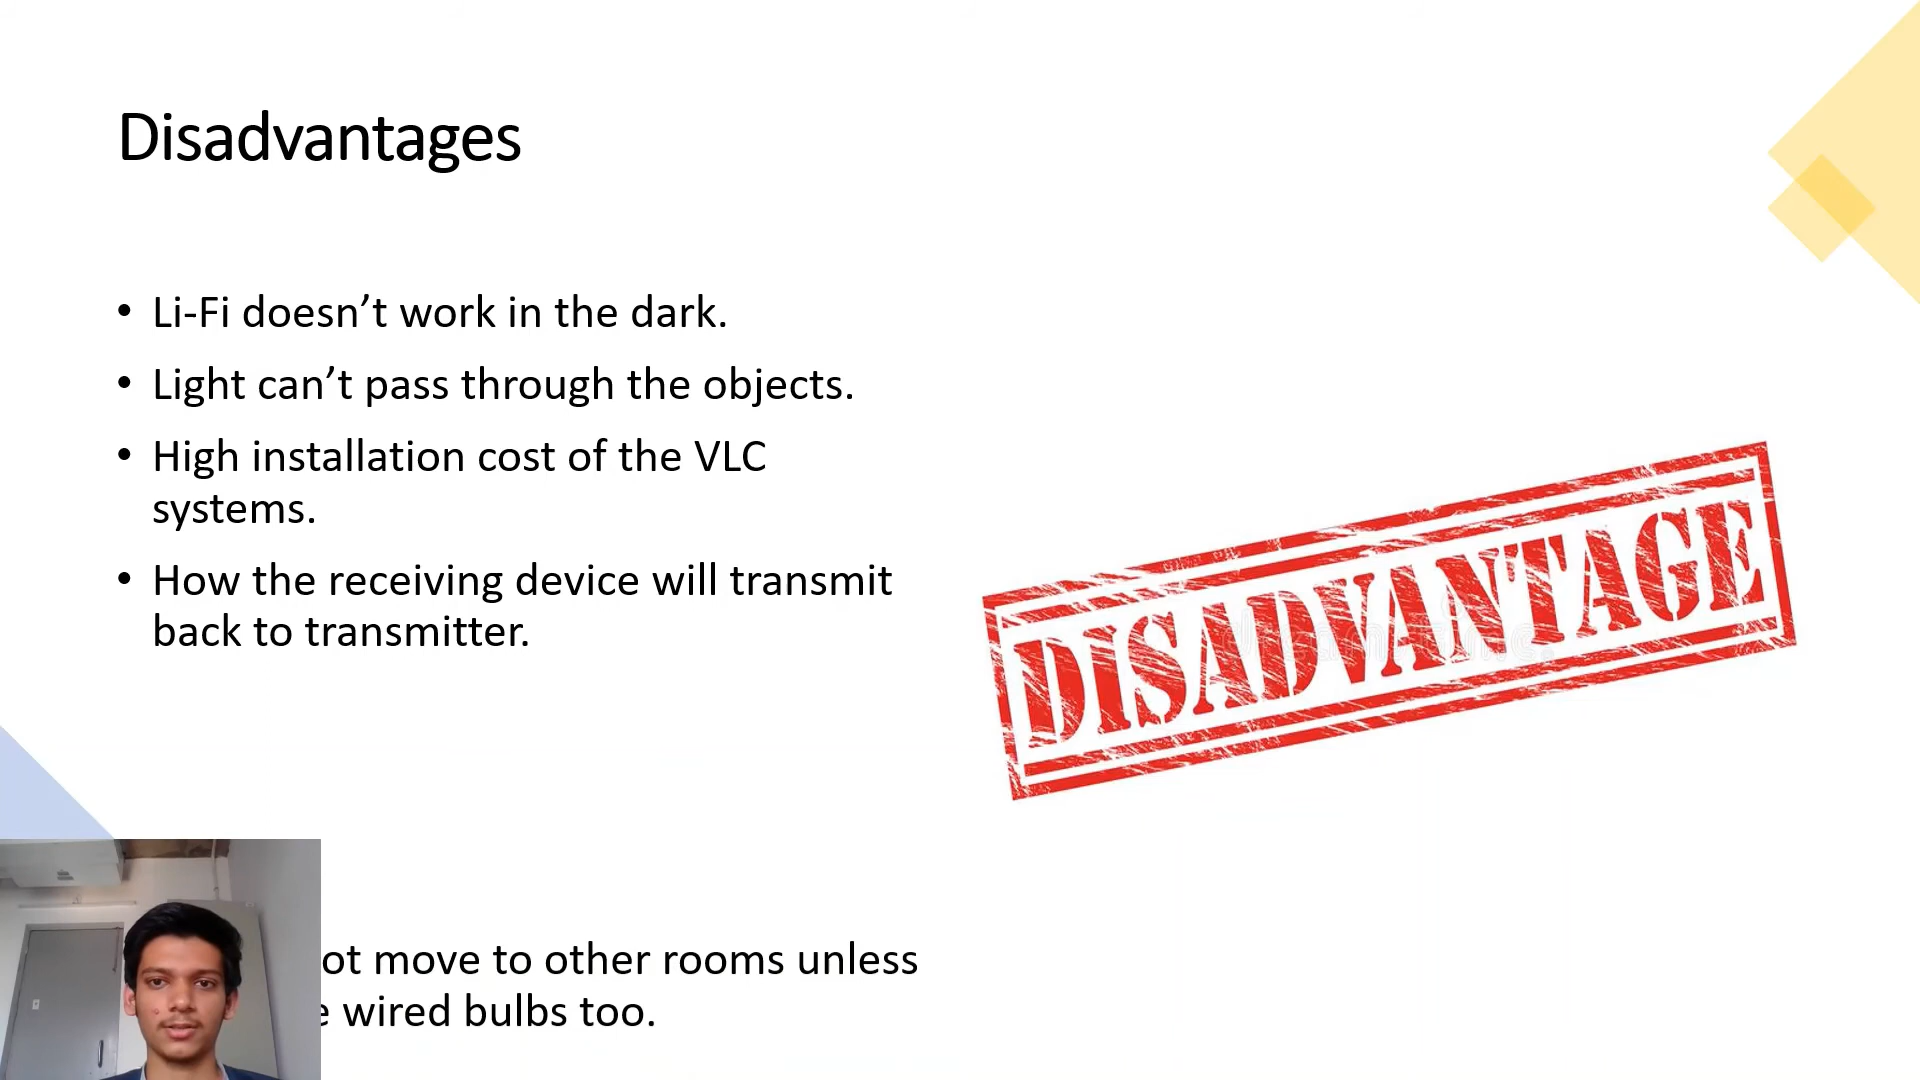 Disadvantages
• Li-Fi doesn’t work in the dark.
• Light can’t pass through the objects.
• High installation cost of the VLC
systems.
• How the receiving device will transmit
back to transmitter.
DISADVANTAGE
move to other rooms unless
wired bulbs too.